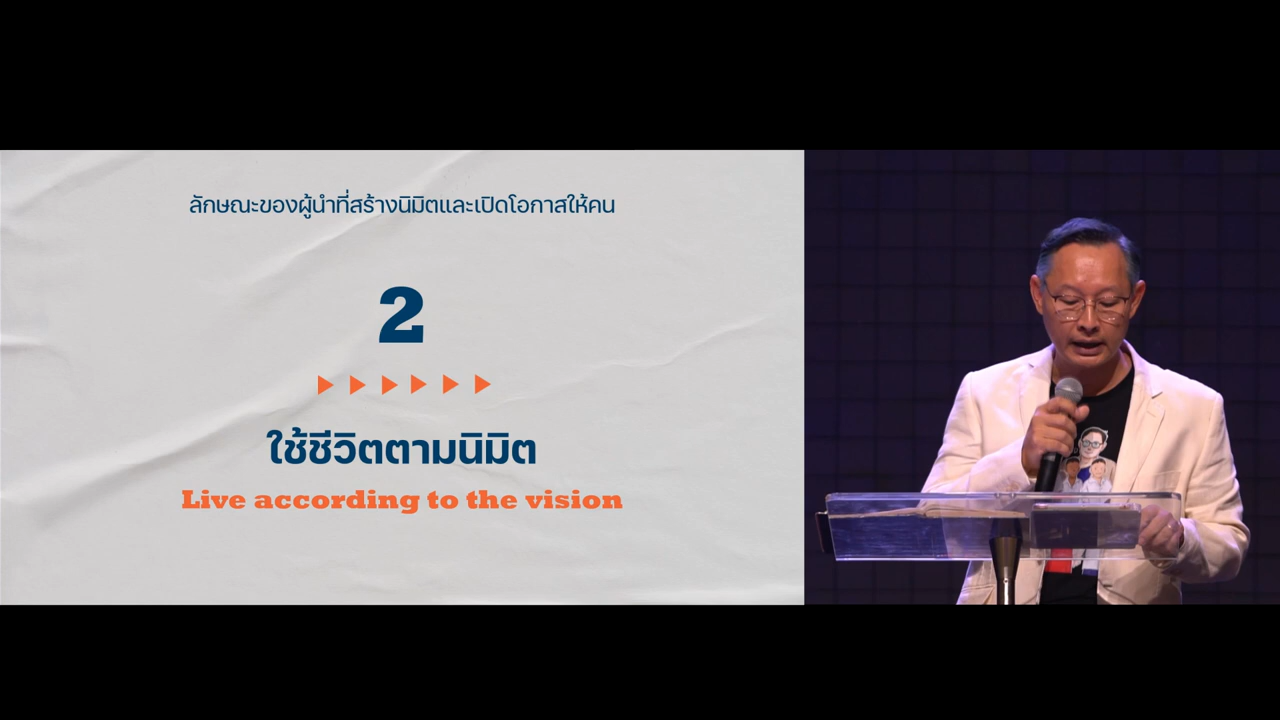 ลักษณะของผู้นำที่สร้างนิมิตและเปิดโอกาสให้คน
2
ใช้ชีวิตตามนิมิต
Live according to the vision